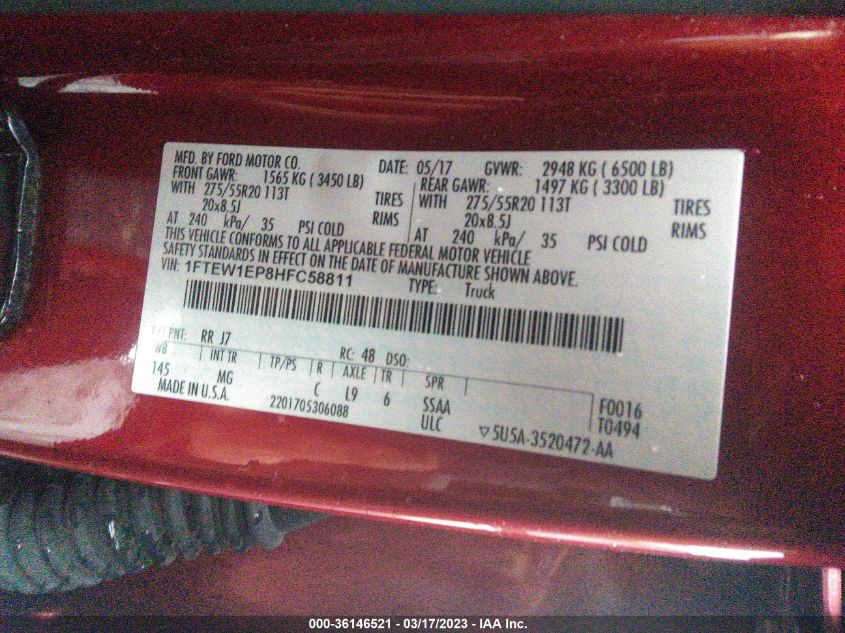 MFD. BY FORD MOTOR CO. DATE: 05/17 GVWR: 2948 KG ( 6500 LB)
FRONT GAWR: 1565 KG ( 3450 LB) REAR GAWR: 1497 KG ( 3300 LB)
WITH 275/55R20 113T TIRES WITH 275/55R20 113T TIRES
20x8.5J RIMS 20x8.5J RIMS
AT 240 kPa/ 35 PSI COLD AT 240 kPa/ 35 PSI COLD
THIS VEHICLE CONFORMS TO ALL APPLICABLE FEDERAL MOTOR VEHICLE
SAFETY STANDARDS IN EFFECT ON THE DATE OF MANUFACTURE SHOWN ABOVE.
VIN: 1FTEW1EP8HFC58811 TYPE: Truck
EXT PNT: RR J7 RC: 48 DSO:
WB INT TR TP/PS R AXLE TR SPR
145 MG C L9 6 SSAA F0016
ULC T0494
MADE IN U.S.A. 2201705306088 ▽5U5A-3520472-AA
000-36146521 - 03/17/2023 - IAA Inc.